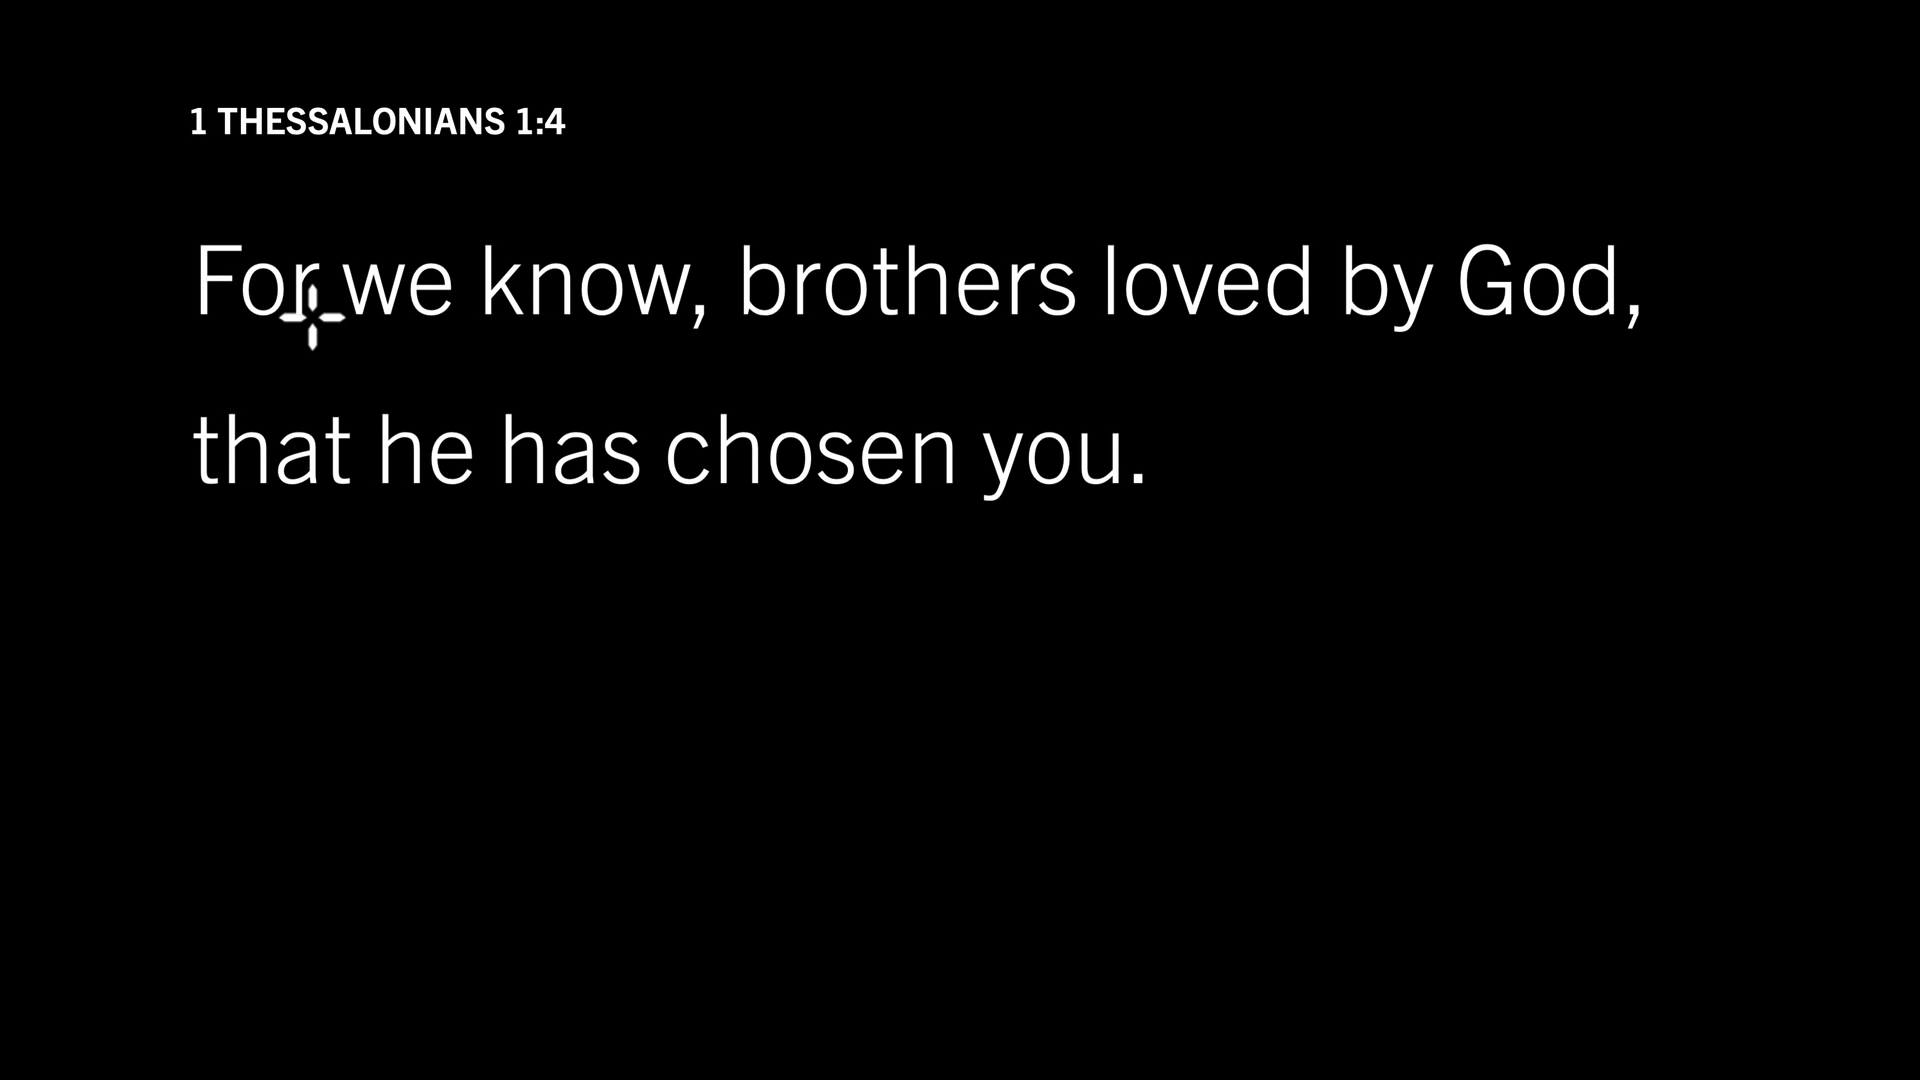 1 THESSALONIANS 1:4
For we know, brothers loved by God,
that he has chosen you.